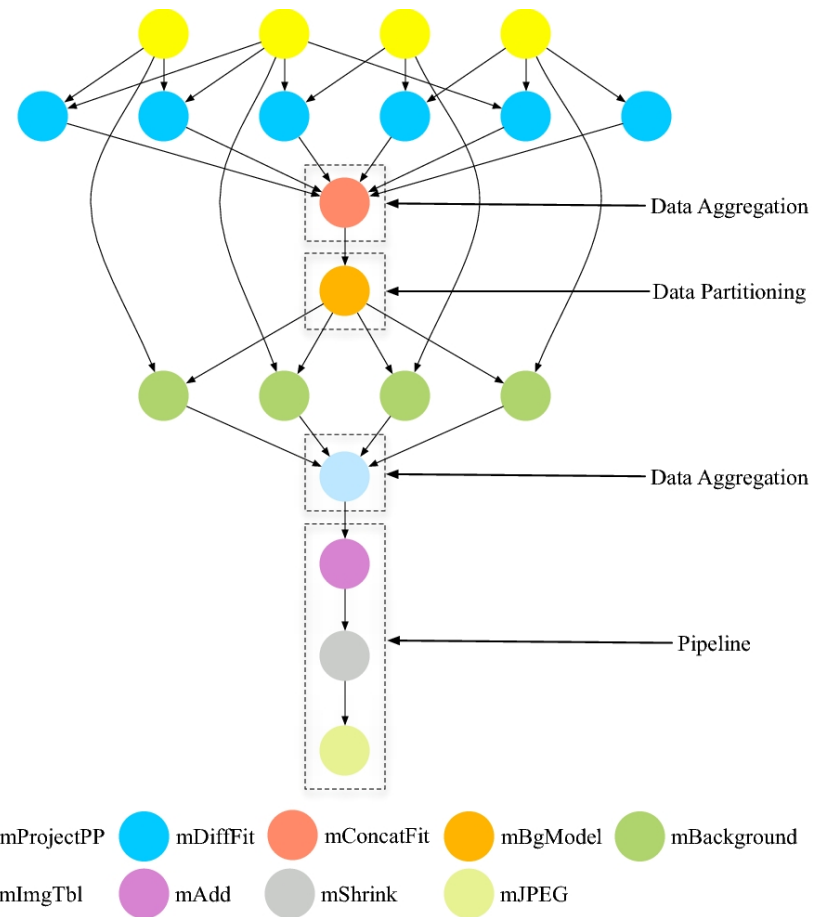 Data Aggregation
Data Partitioning
Data Aggregation
Pipeline
mProjectPP mDiffFit mConcatFit mBgModel mBackground
mImgTbl mAdd mShrink mJPEG